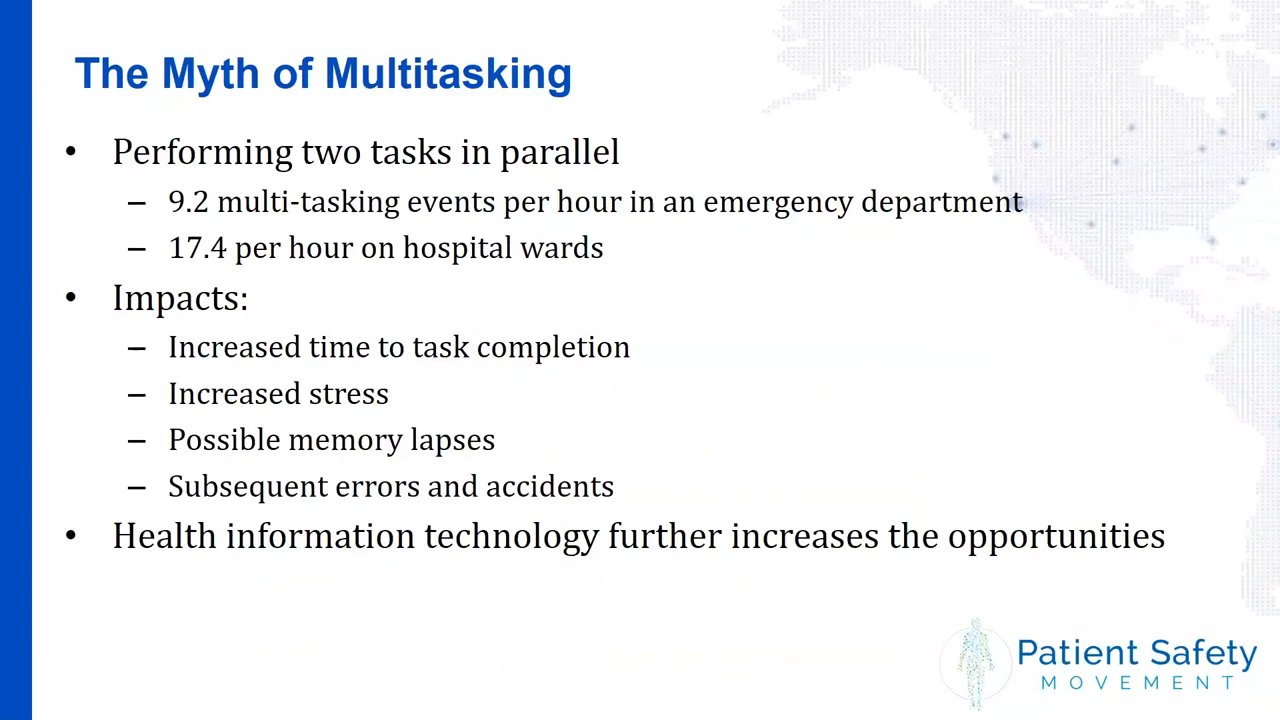 The Myth of Multitasking
• Performing two tasks in parallel
– 9.2 multi-tasking events per hour in an emergency department
– 17.4 per hour on hospital wards
• Impacts:
– Increased time to task completion
– Increased stress
– Possible memory lapses
– Subsequent errors and accidents
• Health information technology further increases the opportunities
Patient Safety
MOVEMENT